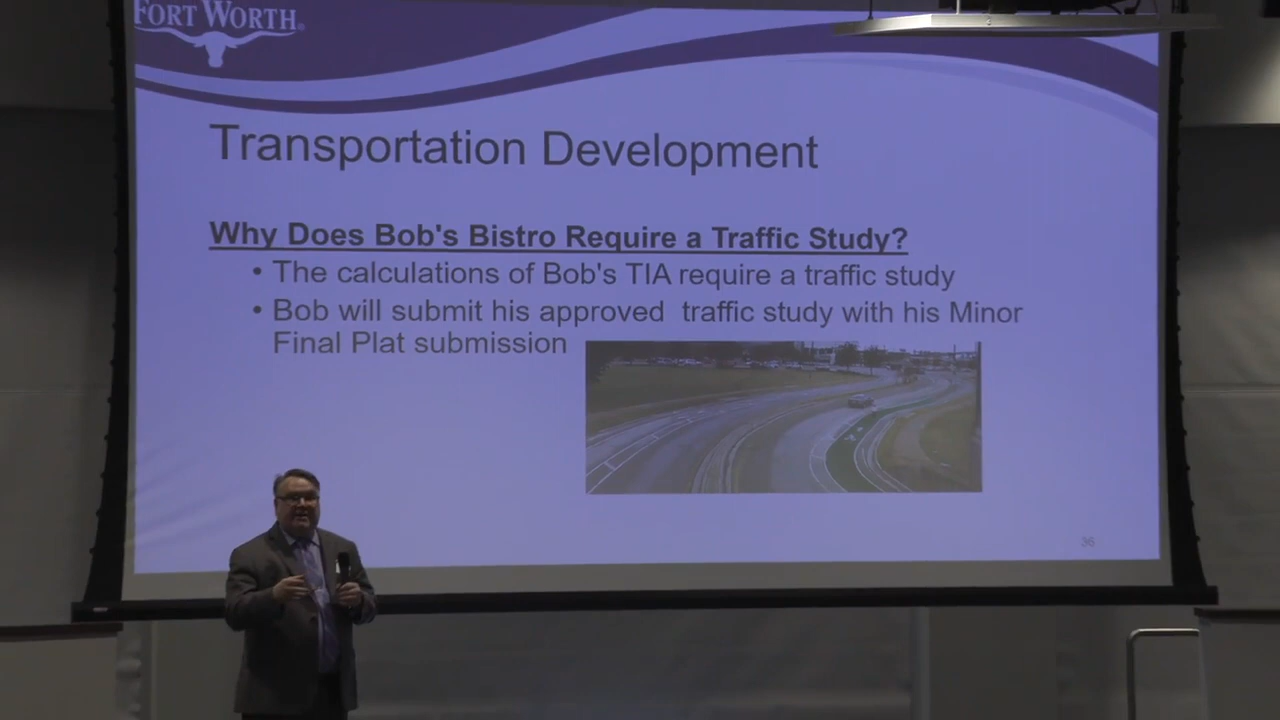 FORT WORTH®
Transportation Development
Why Does Bob's Bistro Require a Traffic Study?
• The calculations of Bob's TIA require a traffic study
• Bob will submit his approved traffic study with his Minor
Final Plat submission
36